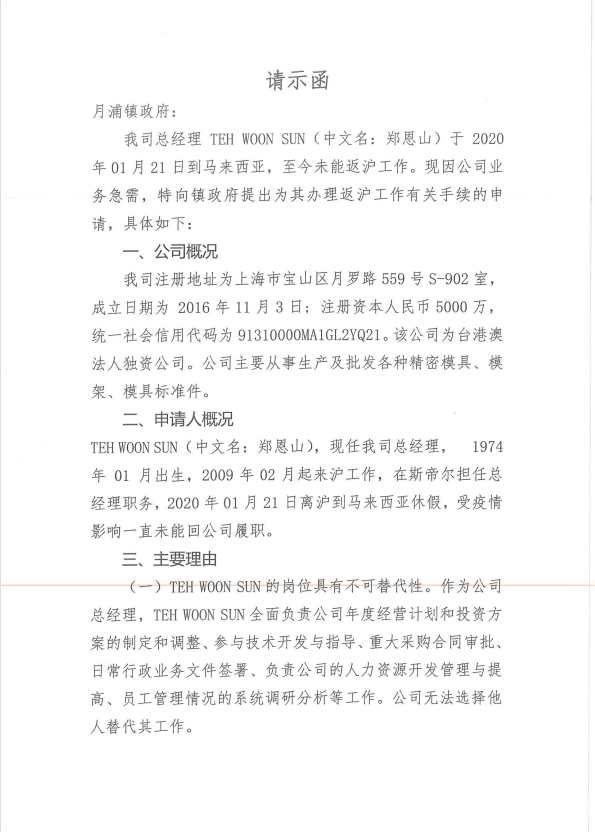 请示函
月浦镇政府：
我司总经理 TEH WOON SUN（中文名：郑恩山）于 2020
年 01 月 21 日到马来西亚，至今未能返沪工作。现因公司业
务急需，特向镇政府提出为其办理返沪工作有关手续的申
请，具体如下：
一、公司概况
我司注册地址为上海市宝山区月罗路 559 号 S-902 室，
成立日期为 2016 年 11 月 3 日；注册资本人民币 5000 万，
统一社会信用代码为 91310000MA1GL2YQ21。该公司为台港澳
法人独资公司。公司主要从事生产及批发各种精密模具、模
架、模具标准件。
二、申请人概况
TEH WOON SUN（中文名：郑恩山），现任我司总经理， 1974
年 01 月出生，2009 年 02 月起来沪工作，在斯帝尔担任总
经理职务，2020 年 01 月 21 日离沪到马来西亚休假，受疫情
影响一直未能回公司履职。
三、主要理由
（一）TEH WOON SUN 的岗位具有不可替代性。作为公司
总经理，TEH WOON SUN 全面负责公司年度经营计划和投资方
案的制定和调整、参与技术开发与指导、重大采购合同审批、
日常行政业务文件签署、负责公司的人力资源开发管理与提
高、员工管理情况的系统调研分析等工作。公司无法选择他
人替代其工作。